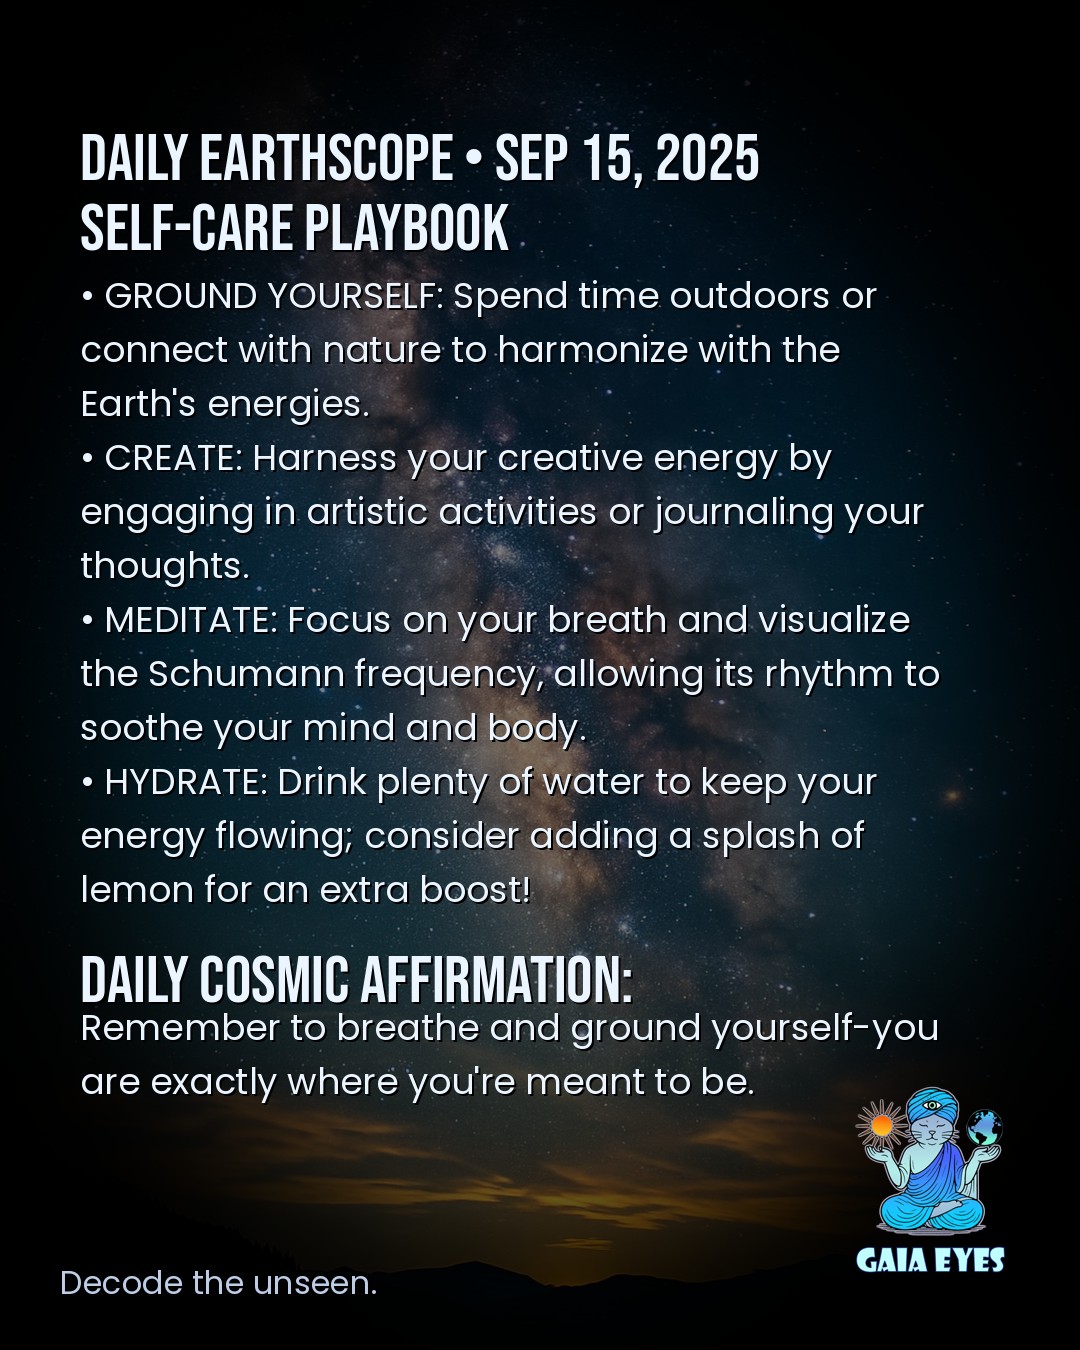 DAILY EARTHSCOPE • SEP 15, 2025
SELF-CARE PLAYBOOK
• GROUND YOURSELF: Spend time outdoors or
connect with nature to harmonize with the
Earth's energies.
• CREATE: Harness your creative energy by
engaging in artistic activities or journaling your
thoughts.
• MEDITATE: Focus on your breath and visualize
the Schumann frequency, allowing its rhythm to
soothe your mind and body.
• HYDRATE: Drink plenty of water to keep your
energy flowing; consider adding a splash of
lemon for an extra boost!
DAILY COSMIC AFFIRMATION:
Remember to breathe and ground yourself-you
are exactly where you're meant to be.
GAIA EYES
Decode the unseen.